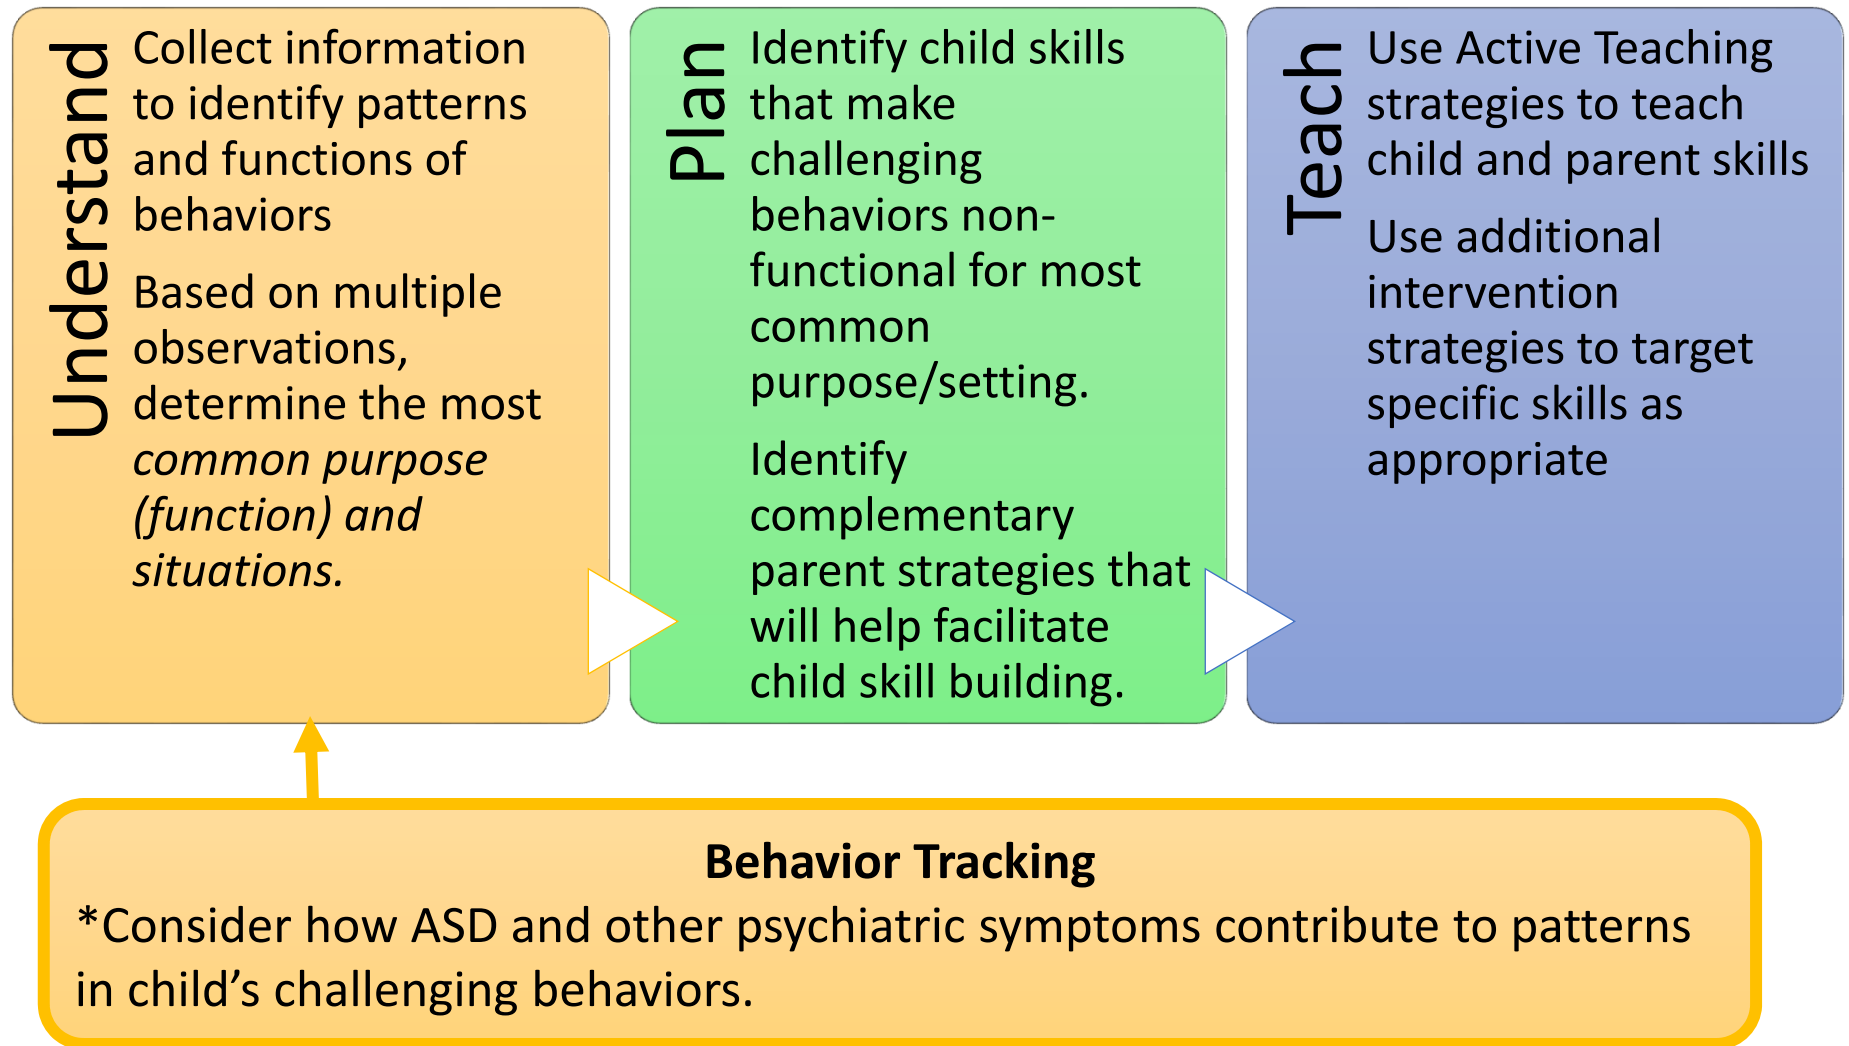 Understand
Collect information
to identify patterns
and functions of
behaviors
Based on multiple
observations,
determine the most
common purpose
(function) and
situations.
Plan
Identify child skills
that make
challenging
behaviors non-
functional for most
common
purpose/setting.
Identify
complementary
parent strategies that
will help facilitate
child skill building.
Teach
Use Active Teaching
strategies to teach
child and parent skills
Use additional
intervention
strategies to target
specific skills as
appropriate
Behavior Tracking
*Consider how ASD and other psychiatric symptoms contribute to patterns
in child’s challenging behaviors.